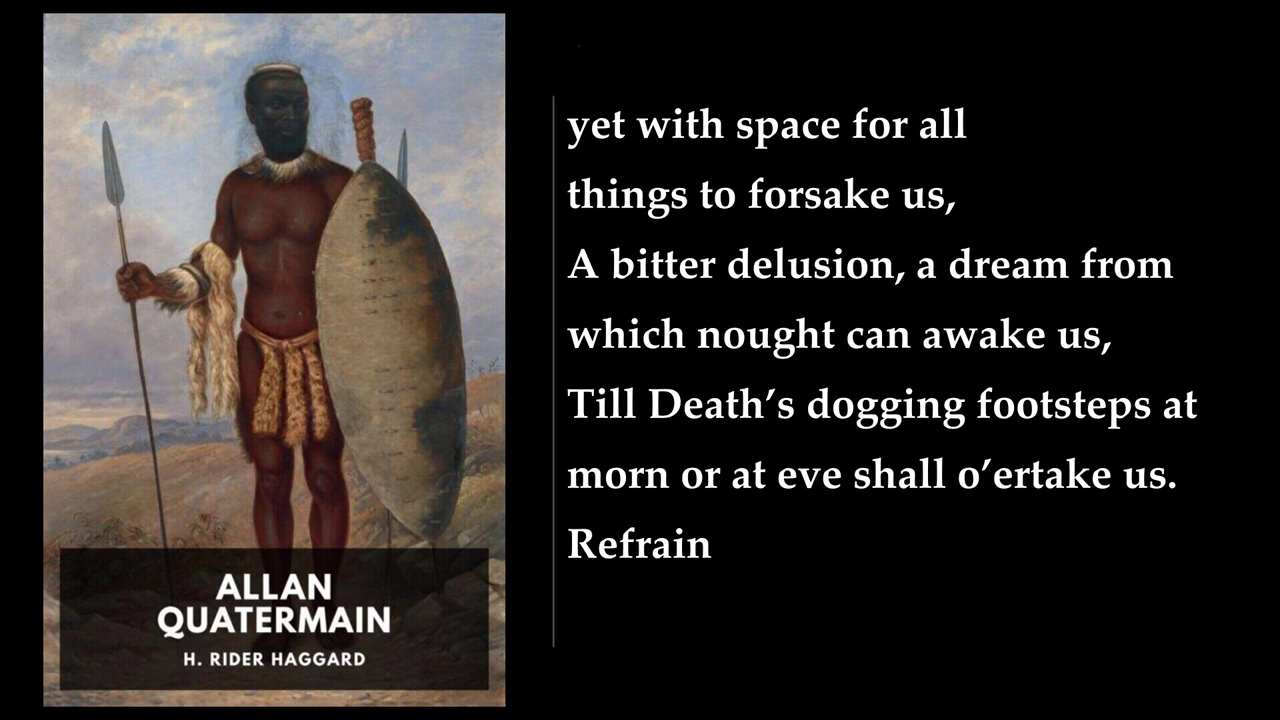 ALLAN
QUATERMAIN
H. RIDER HAGGARD
yet with space for all
things to forsake us,
A bitter delusion, a dream from
which nought can awake us,
Till Death’s dogging footsteps at
morn or at eve shall o’ertake us.
Refrain